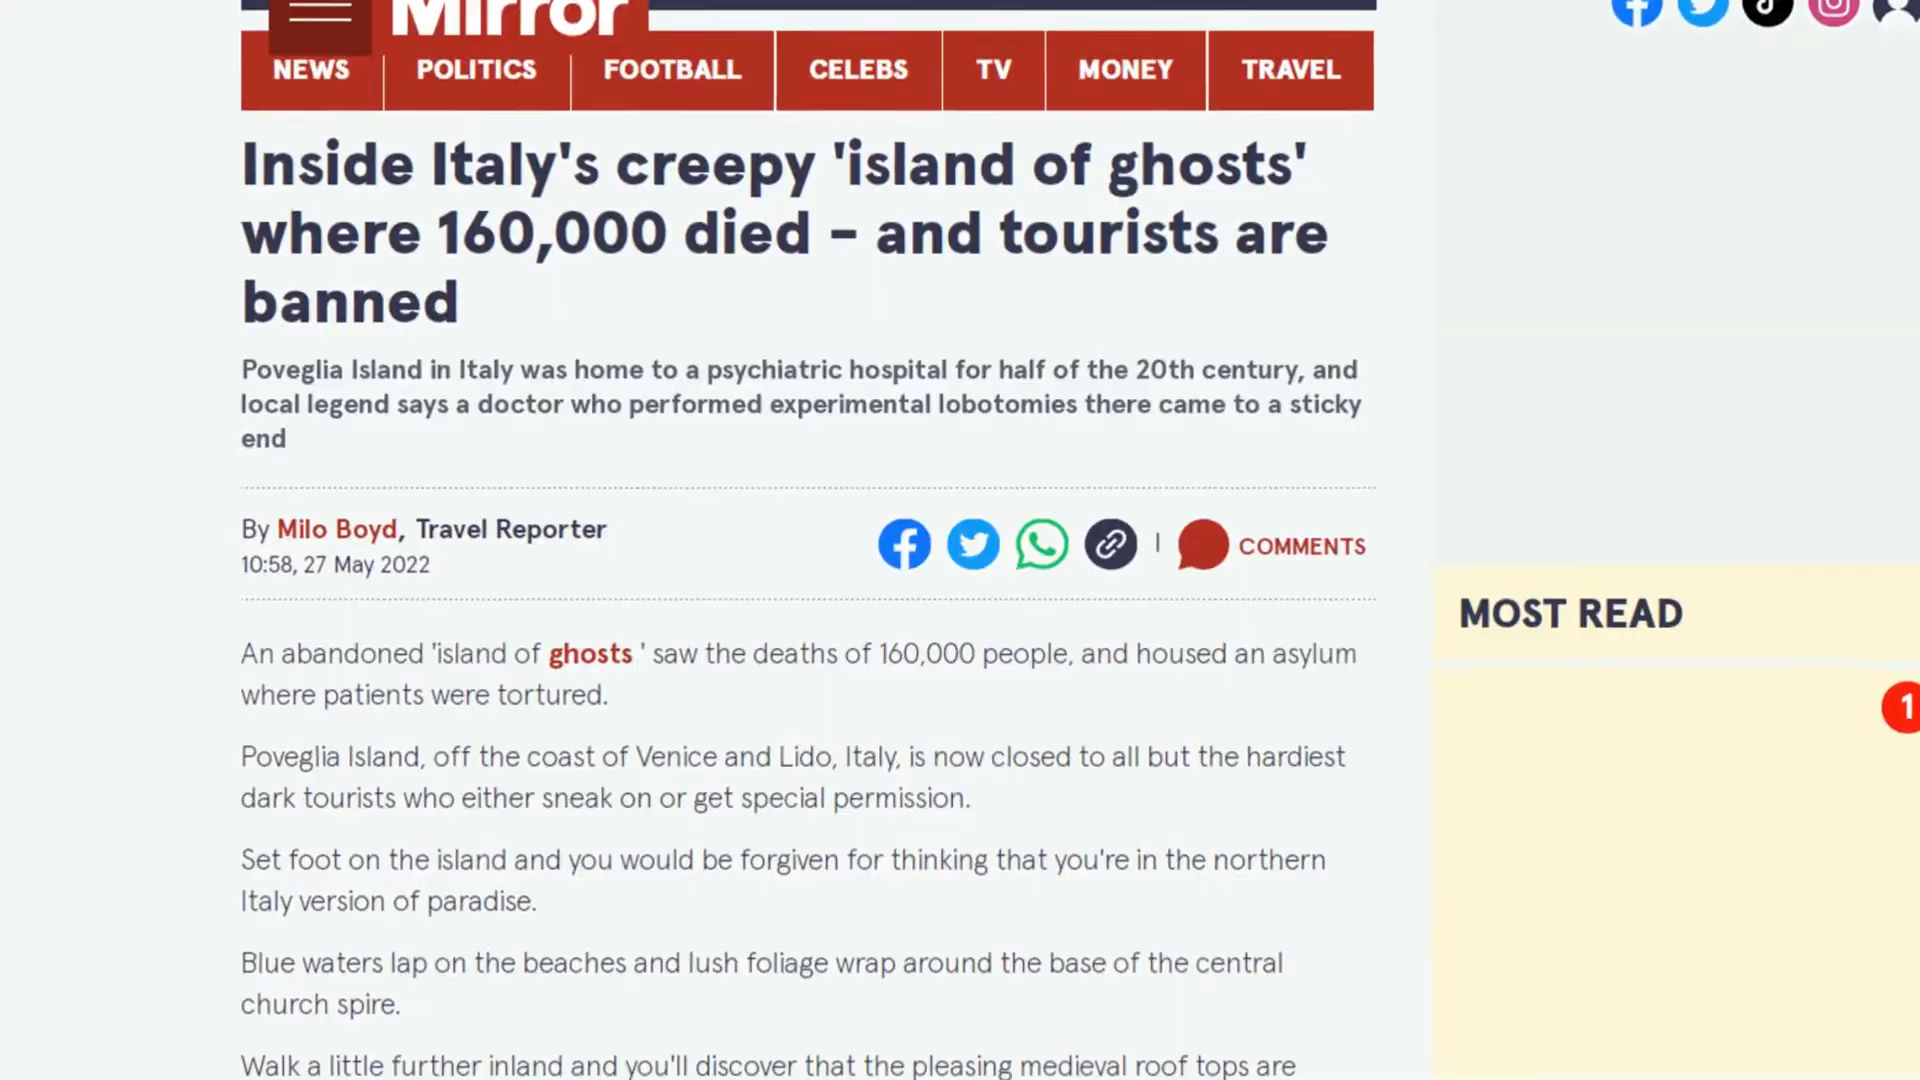 Mirror
NEWS POLITICS FOOTBALL CELEBS TV MONEY TRAVEL
Inside Italy's creepy 'island of ghosts'
where 160,000 died – and tourists are
banned
Poveglia Island in Italy was home to a psychiatric hospital for half of the 20th century, and
local legend says a doctor who performed experimental lobotomies there came to a sticky
end
By Milo Boyd, Travel Reporter
10:58, 27 May 2022
| COMMENTS
An abandoned 'island of ghosts ' saw the deaths of 160,000 people, and housed an asylum
where patients were tortured.
Poveglia Island, off the coast of Venice and Lido, Italy, is now closed to all but the hardiest
dark tourists who either sneak on or get special permission.
Set foot on the island and you would be forgiven for thinking that you're in the northern
Italy version of paradise.
Blue waters lap on the beaches and lush foliage wrap around the base of the central
church spire.
Walk a little further inland and you'll discover that the pleasing medieval roof tops are
MOST READ
1